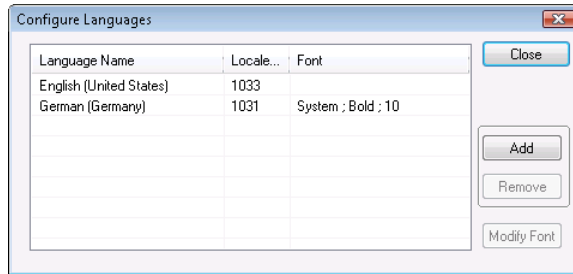 Configure Languages
Language Name Locale... Font
English (United States) 1033
German (Germany) 1031 System ; Bold ; 10
Close
Add
Remove
Modify Font